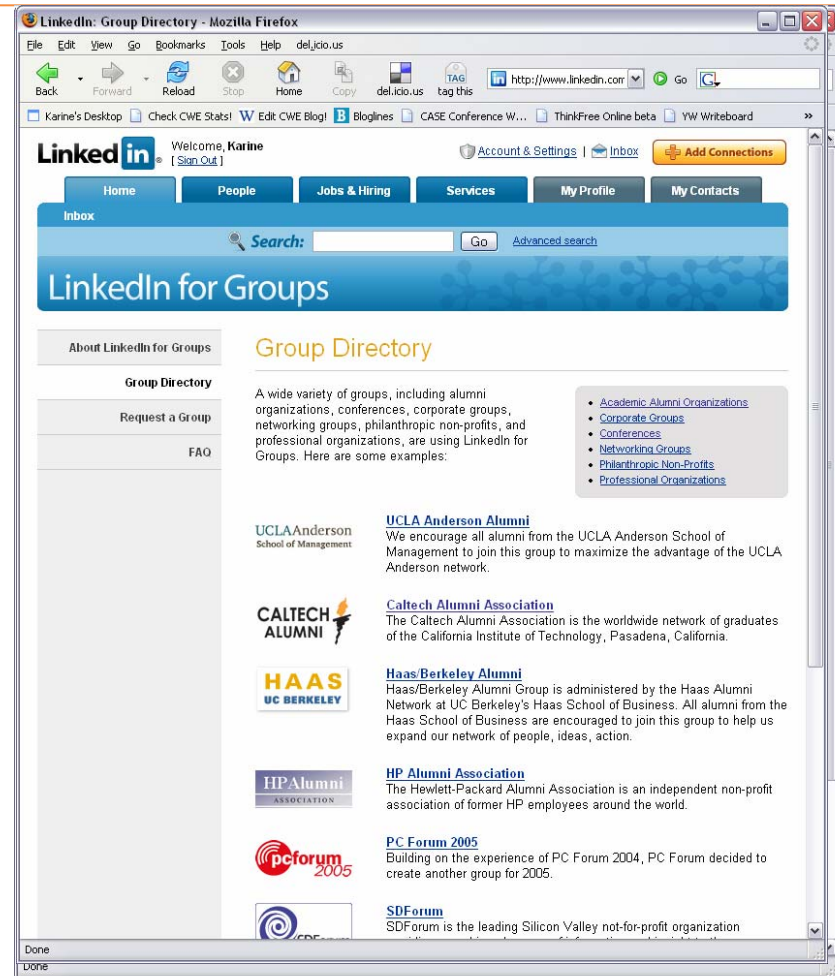 LinkedIn: Group Directory - Mozilla Firefox
File Edit View Go Bookmarks Tools Help del.icio.us
Back Forward Reload Stop Home Copy del.icio.us tag this http://www.linkedin.com Go
TAG
Karine's Desktop Check CWE Stats! Edit CWE Blog! Bloglines CASE Conference W... ThinkFree Online beta YW Writeboard »
Linked in® Welcome, Karine Account & Settings | Inbox Add Connections
[ Sign Out ]
Home People Jobs & Hiring Services My Profile My Contacts
Inbox
Search: Go Advanced search
LinkedIn for Groups
About LinkedIn for Groups
Group Directory
Request a Group
FAQ
Group Directory
A wide variety of groups, including alumni
organizations, conferences, corporate groups,
networking groups, philanthropic non-profits, and
professional organizations, are using LinkedIn for
Groups. Here are some examples:
• Academic Alumni Organizations
• Corporate Groups
• Conferences
• Networking Groups
• Philanthropic Non-Profits
• Professional Organizations
UCLAAnderson
School of Management
UCLA Anderson Alumni
We encourage all alumni from the UCLA Anderson School of
Management to join this group to maximize the advantage of the UCLA
Anderson network.
CALTECH
ALUMNI
Caltech Alumni Association
The Caltech Alumni Association is the worldwide network of graduates
of the California Institute of Technology, Pasadena, California.
HAAS
UC BERKELEY
Haas/Berkeley Alumni
Haas/Berkeley Alumni Group is administered by the Haas Alumni
Network at UC Berkeley's Haas School of Business. All alumni from the
Haas School of Business are encouraged to join this group to help us
expand our network of people, ideas, action.
HPAlumni
ASSOCIATION
HP Alumni Association
The Hewlett-Packard Alumni Association is an independent non-profit
association of former HP employees around the world.
pcforum
2005
PC Forum 2005
Building on the experience of PC Forum 2004, PC Forum decided to
create another group for 2005.
SDForum
SDForum is the leading Silicon Valley not-for-profit organization
Done
Done